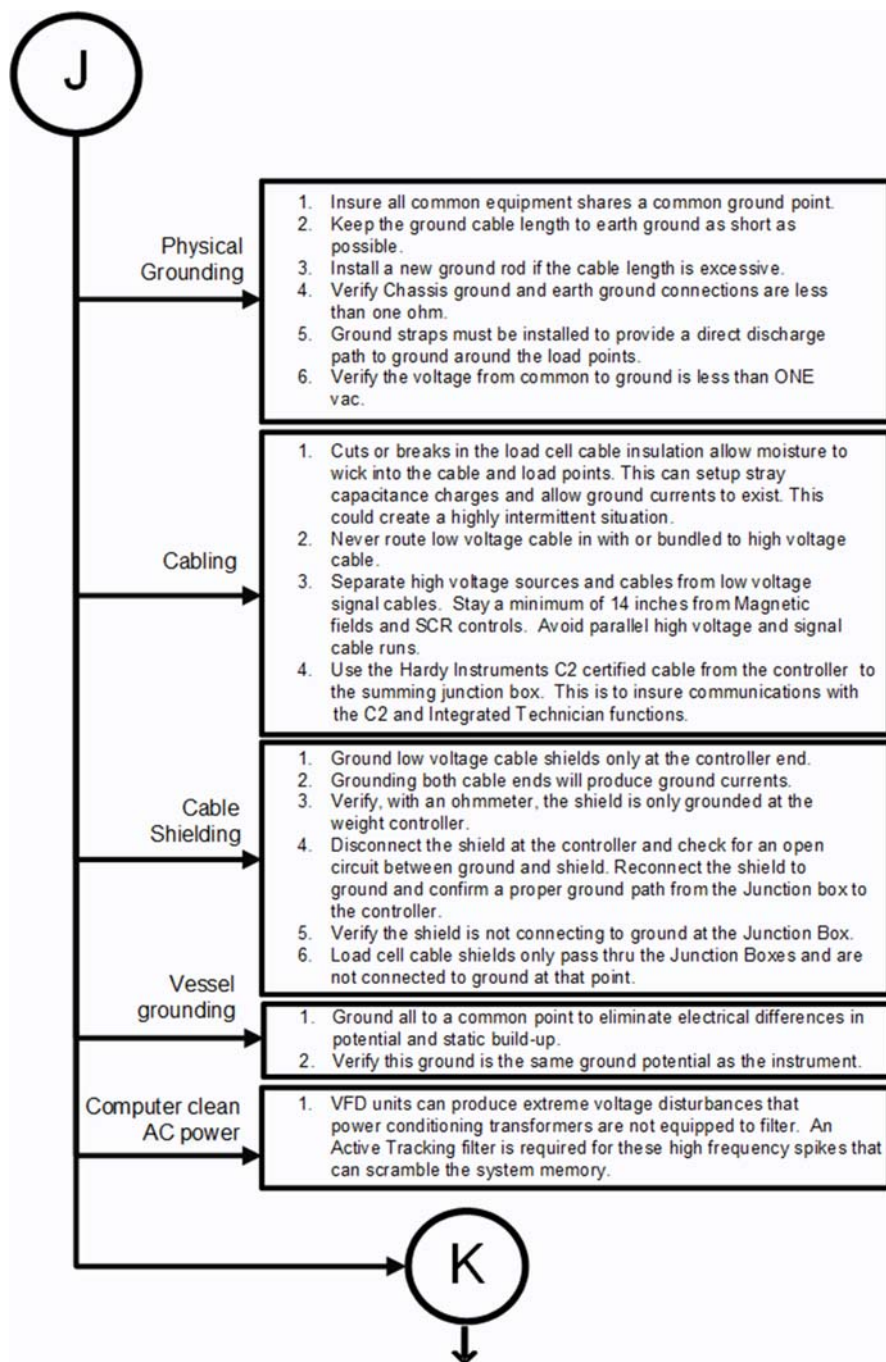 J
Physical
Grounding
1. Insure all common equipment shares a common ground point.
2. Keep the ground cable length to earth ground as short as
possible.
3. Install a new ground rod if the cable length is excessive.
4. Verify Chassis ground and earth ground connections are less
than one ohm.
5. Ground straps must be installed to provide a direct discharge
path to ground around the load points.
6. Verify the voltage from common to ground is less than ONE
vac.
Cabling
1. Cuts or breaks in the load cell cable insulation allow moisture to
wick into the cable and load points. This can setup stray
capacitance charges and allow ground currents to exist. This
could create a highly intermittent situation.
2. Never route low voltage cable in with or bundled to high voltage
cable.
3. Separate high voltage sources and cables from low voltage
signal cables. Stay a minimum of 14 inches from Magnetic
fields and SCR controls. Avoid parallel high voltage and signal
cable runs.
4. Use the Hardy Instruments C2 certified cable from the controller to
the summing junction box. This is to insure communications with
the C2 and Integrated Technician functions.
Cable
Shielding
1. Ground low voltage cable shields only at the controller end.
2. Grounding both cable ends will produce ground currents.
3. Verify, with an ohmmeter, the shield is only grounded at the
weight controller.
4. Disconnect the shield at the controller and check for an open
circuit between ground and shield. Reconnect the shield to
ground and confirm a proper ground path from the Junction box to
the controller.
5. Verify the shield is not connecting to ground at the Junction Box.
6. Load cell cable shields only pass thru the Junction Boxes and are
not connected to ground at that point.
Vessel
grounding
1. Ground all to a common point to eliminate electrical differences in
potential and static build-up.
2. Verify this ground is the same ground potential as the instrument.
Computer clean
AC power
1. VFD units can produce extreme voltage disturbances that
power conditioning transformers are not equipped to filter. An
Active Tracking filter is required for these high frequency spikes that
can scramble the system memory.
K